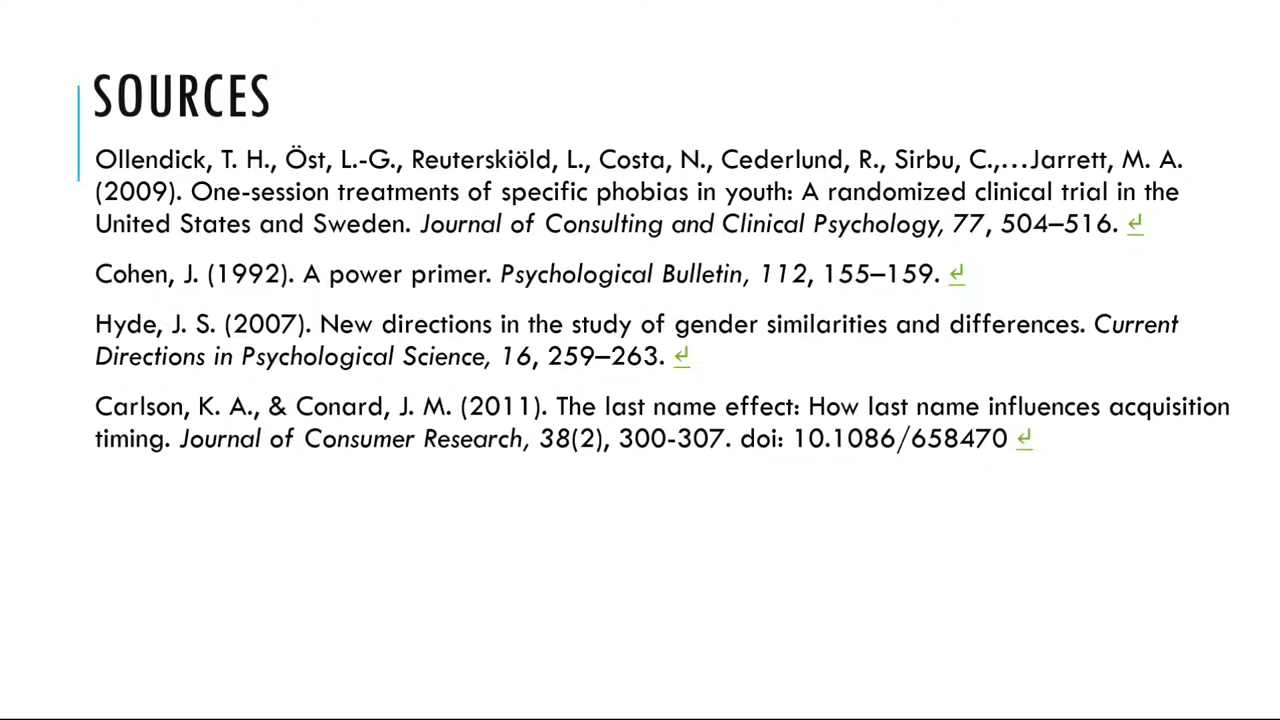 SOURCES
Ollendick, T. H., Öst, L.-G., Reuterskiöld, L., Costa, N., Cederlund, R., Sirbu, C.,…Jarrett, M. A.
(2009). One-session treatments of specific phobias in youth: A randomized clinical trial in the
United States and Sweden. Journal of Consulting and Clinical Psychology, 77, 504–516. ↵
Cohen, J. (1992). A power primer. Psychological Bulletin, 112, 155–159. ↵
Hyde, J. S. (2007). New directions in the study of gender similarities and differences. Current
Directions in Psychological Science, 16, 259–263. ↵
Carlson, K. A., & Conard, J. M. (2011). The last name effect: How last name influences acquisition
timing. Journal of Consumer Research, 38(2), 300-307. doi: 10.1086/658470 ↵